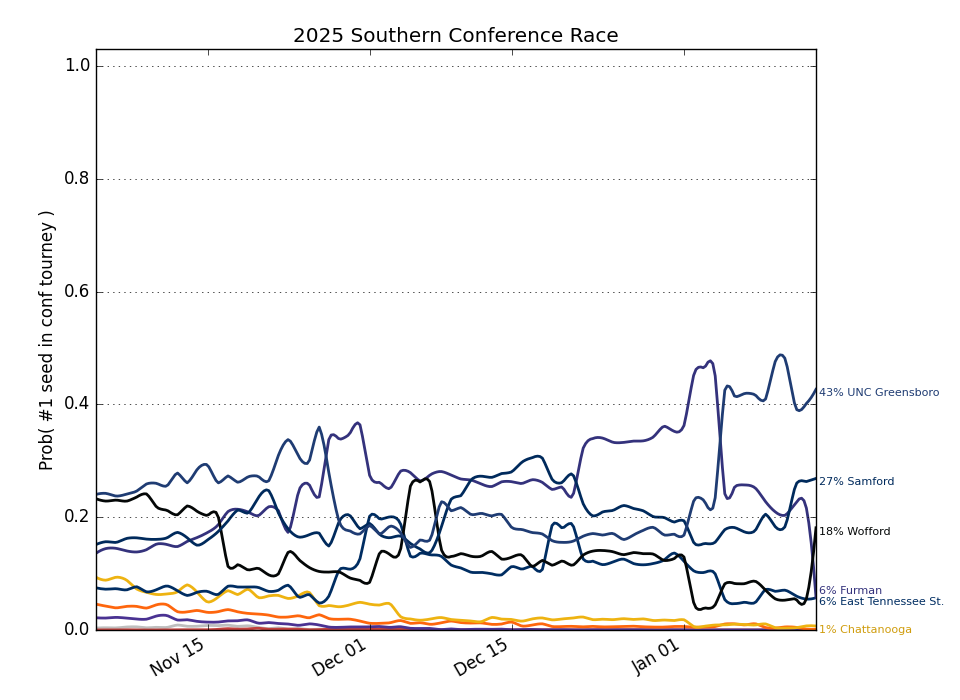 2025 Southern Conference Race
Prob( #1 seed in conf tourney )
1.0
0.8
0.6
0.4
0.2
0.0
Nov 15
Dec 01
Dec 15
Jan 01
43% UNC Greensboro
27% Samford
18% Wofford
6% Furman
6% East Tennessee St.
1% Chattanooga